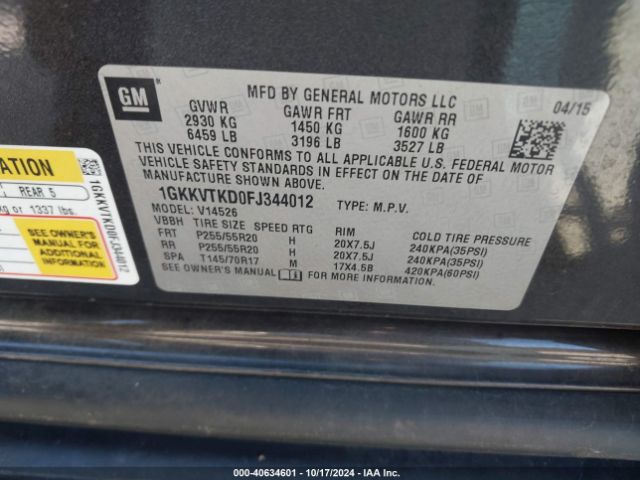 GM
MFD BY GENERAL MOTORS LLC
04/15
GVWR GAWR FRT GAWR RR
2930 KG 1450 KG 1600 KG
6459 LB 3196 LB 3527 LB
THIS VEHICLE CONFORMS TO ALL APPLICABLE U.S. FEDERAL MOTOR
VEHICLE SAFETY STANDARDS IN EFFECT ON THE DATE OF
MANUFACTURE SHOWN ABOVE.
1GKKVTKD0FJ344012 TYPE: M.P.V.
MODEL: V14526
VBBH TIRE SIZE SPEED RTG RIM COLD TIRE PRESSURE
FRT P255/55R20 H 20X7.5J 240KPA(35PSI)
RR P255/55R20 H 20X7.5J 240KPA(35PSI)
SPA T145/70R17 M 17X4.5B 420KPA(60PSI)
SEE OWNER'S MANUAL FOR MORE INFORMATION
REAR 5
kg or 1337 lbs.
SEE OWNER'S
MANUAL FOR
ADDITIONAL
INFORMATION
1GKKVTKD0FJ344012
OWNER - 40634601 | 10/17/2024 - IAA, Inc.